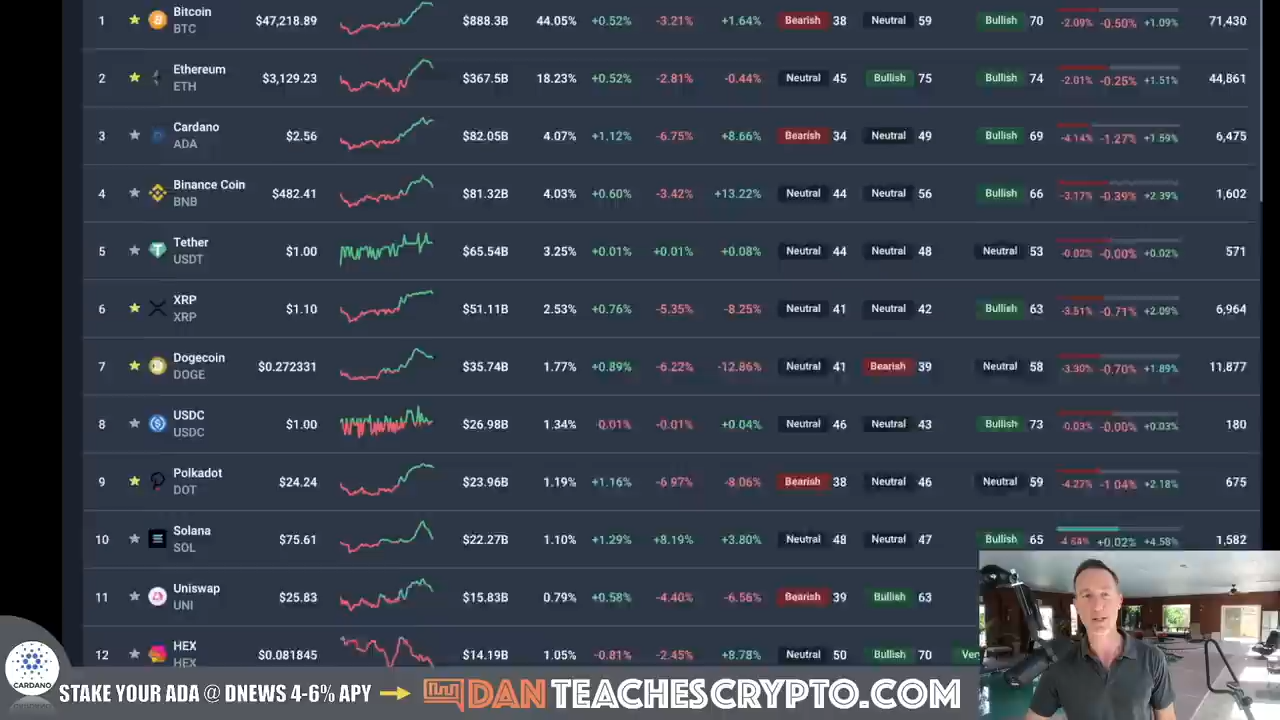 1 Bitcoin BTC $47,218.89 $888.3B 44.05% +0.52% -3.21% +1.64% Bearish 38 Neutral 59 Bullish 70 -2.09% -0.50% +1.09% 71,430
2 Ethereum ETH $3,129.23 $367.5B 18.23% +0.52% -2.81% -0.44% Neutral 45 Bullish 75 Bullish 74 -2.01% -0.25% +1.51% 44,861
3 Cardano ADA $2.56 $82.05B 4.07% +1.12% -6.75% +8.66% Bearish 34 Neutral 49 Bullish 69 -4.14% -1.27% +1.59% 6,475
4 Binance Coin BNB $482.41 $81.32B 4.03% +0.60% -3.42% +13.22% Neutral 44 Neutral 56 Bullish 66 -3.17% -0.39% +2.39% 1,602
5 Tether USDT $1.00 $65.54B 3.25% +0.01% +0.01% +0.08% Neutral 44 Neutral 48 Neutral 53 -0.02% -0.00% +0.02% 571
6 XRP XRP $1.10 $51.11B 2.53% +0.76% -5.35% -8.25% Neutral 41 Neutral 42 Bullish 63 -3.51% -0.71% +2.09% 6,964
7 Dogecoin DOGE $0.272331 $35.74B 1.77% +0.89% -6.22% -12.86% Neutral 41 Bearish 39 Neutral 58 -3.30% -0.70% +1.89% 11,877
8 USDC USDC $1.00 $26.98B 1.34% -0.01% -0.01% +0.04% Neutral 46 Neutral 43 Bullish 73 -0.03% -0.00% +0.03% 180
9 Polkadot DOT $24.24 $23.96B 1.19% +1.16% -6.97% -8.06% Bearish 38 Neutral 46 Neutral 59 -4.27% -1.04% +2.18% 675
10 Solana SOL $75.61 $22.27B 1.10% +1.29% +8.19% +3.80% Neutral 48 Neutral 47 Bullish 65 -4.64% +0.02% +4.58% 1,582
11 Uniswap UNI $25.83 $15.83B 0.79% +0.58% -4.40% -6.56% Bearish 39 Bullish 63
12 HEX HEX $0.081845 $14.19B 1.05% -0.81% -2.45% +8.78% Neutral 50 Bullish 70 Ver
CARDANO
STAKE YOUR ADA @ DNEWS 4-6% APY DANTEACHESCRYPTO.COM